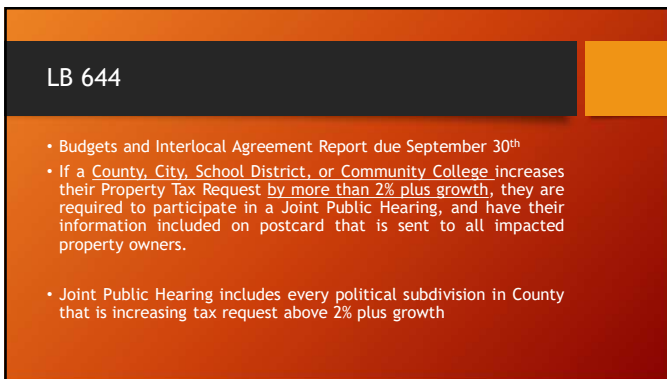 LB 644
• Budgets and Interlocal Agreement Report due September 30th
• If a County, City, School District, or Community College increases
their Property Tax Request by more than 2% plus growth, they are
required to participate in a Joint Public Hearing, and have their
information included on postcard that is sent to all impacted
property owners.
• Joint Public Hearing includes every political subdivision in County
that is increasing tax request above 2% plus growth